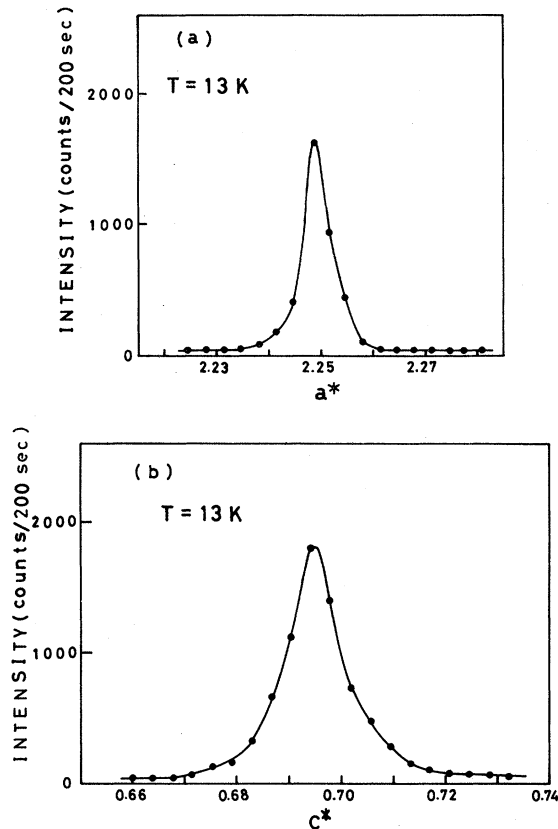 (a)
T = 13 K
INTENSITY (counts/200 sec)
2000
1000
0
2.23 2.25 2.27
a*
(b)
T = 13 K
INTENSITY (counts/200 sec)
2000
1000
0
0.66 0.68 0.70 0.72 0.74
C*